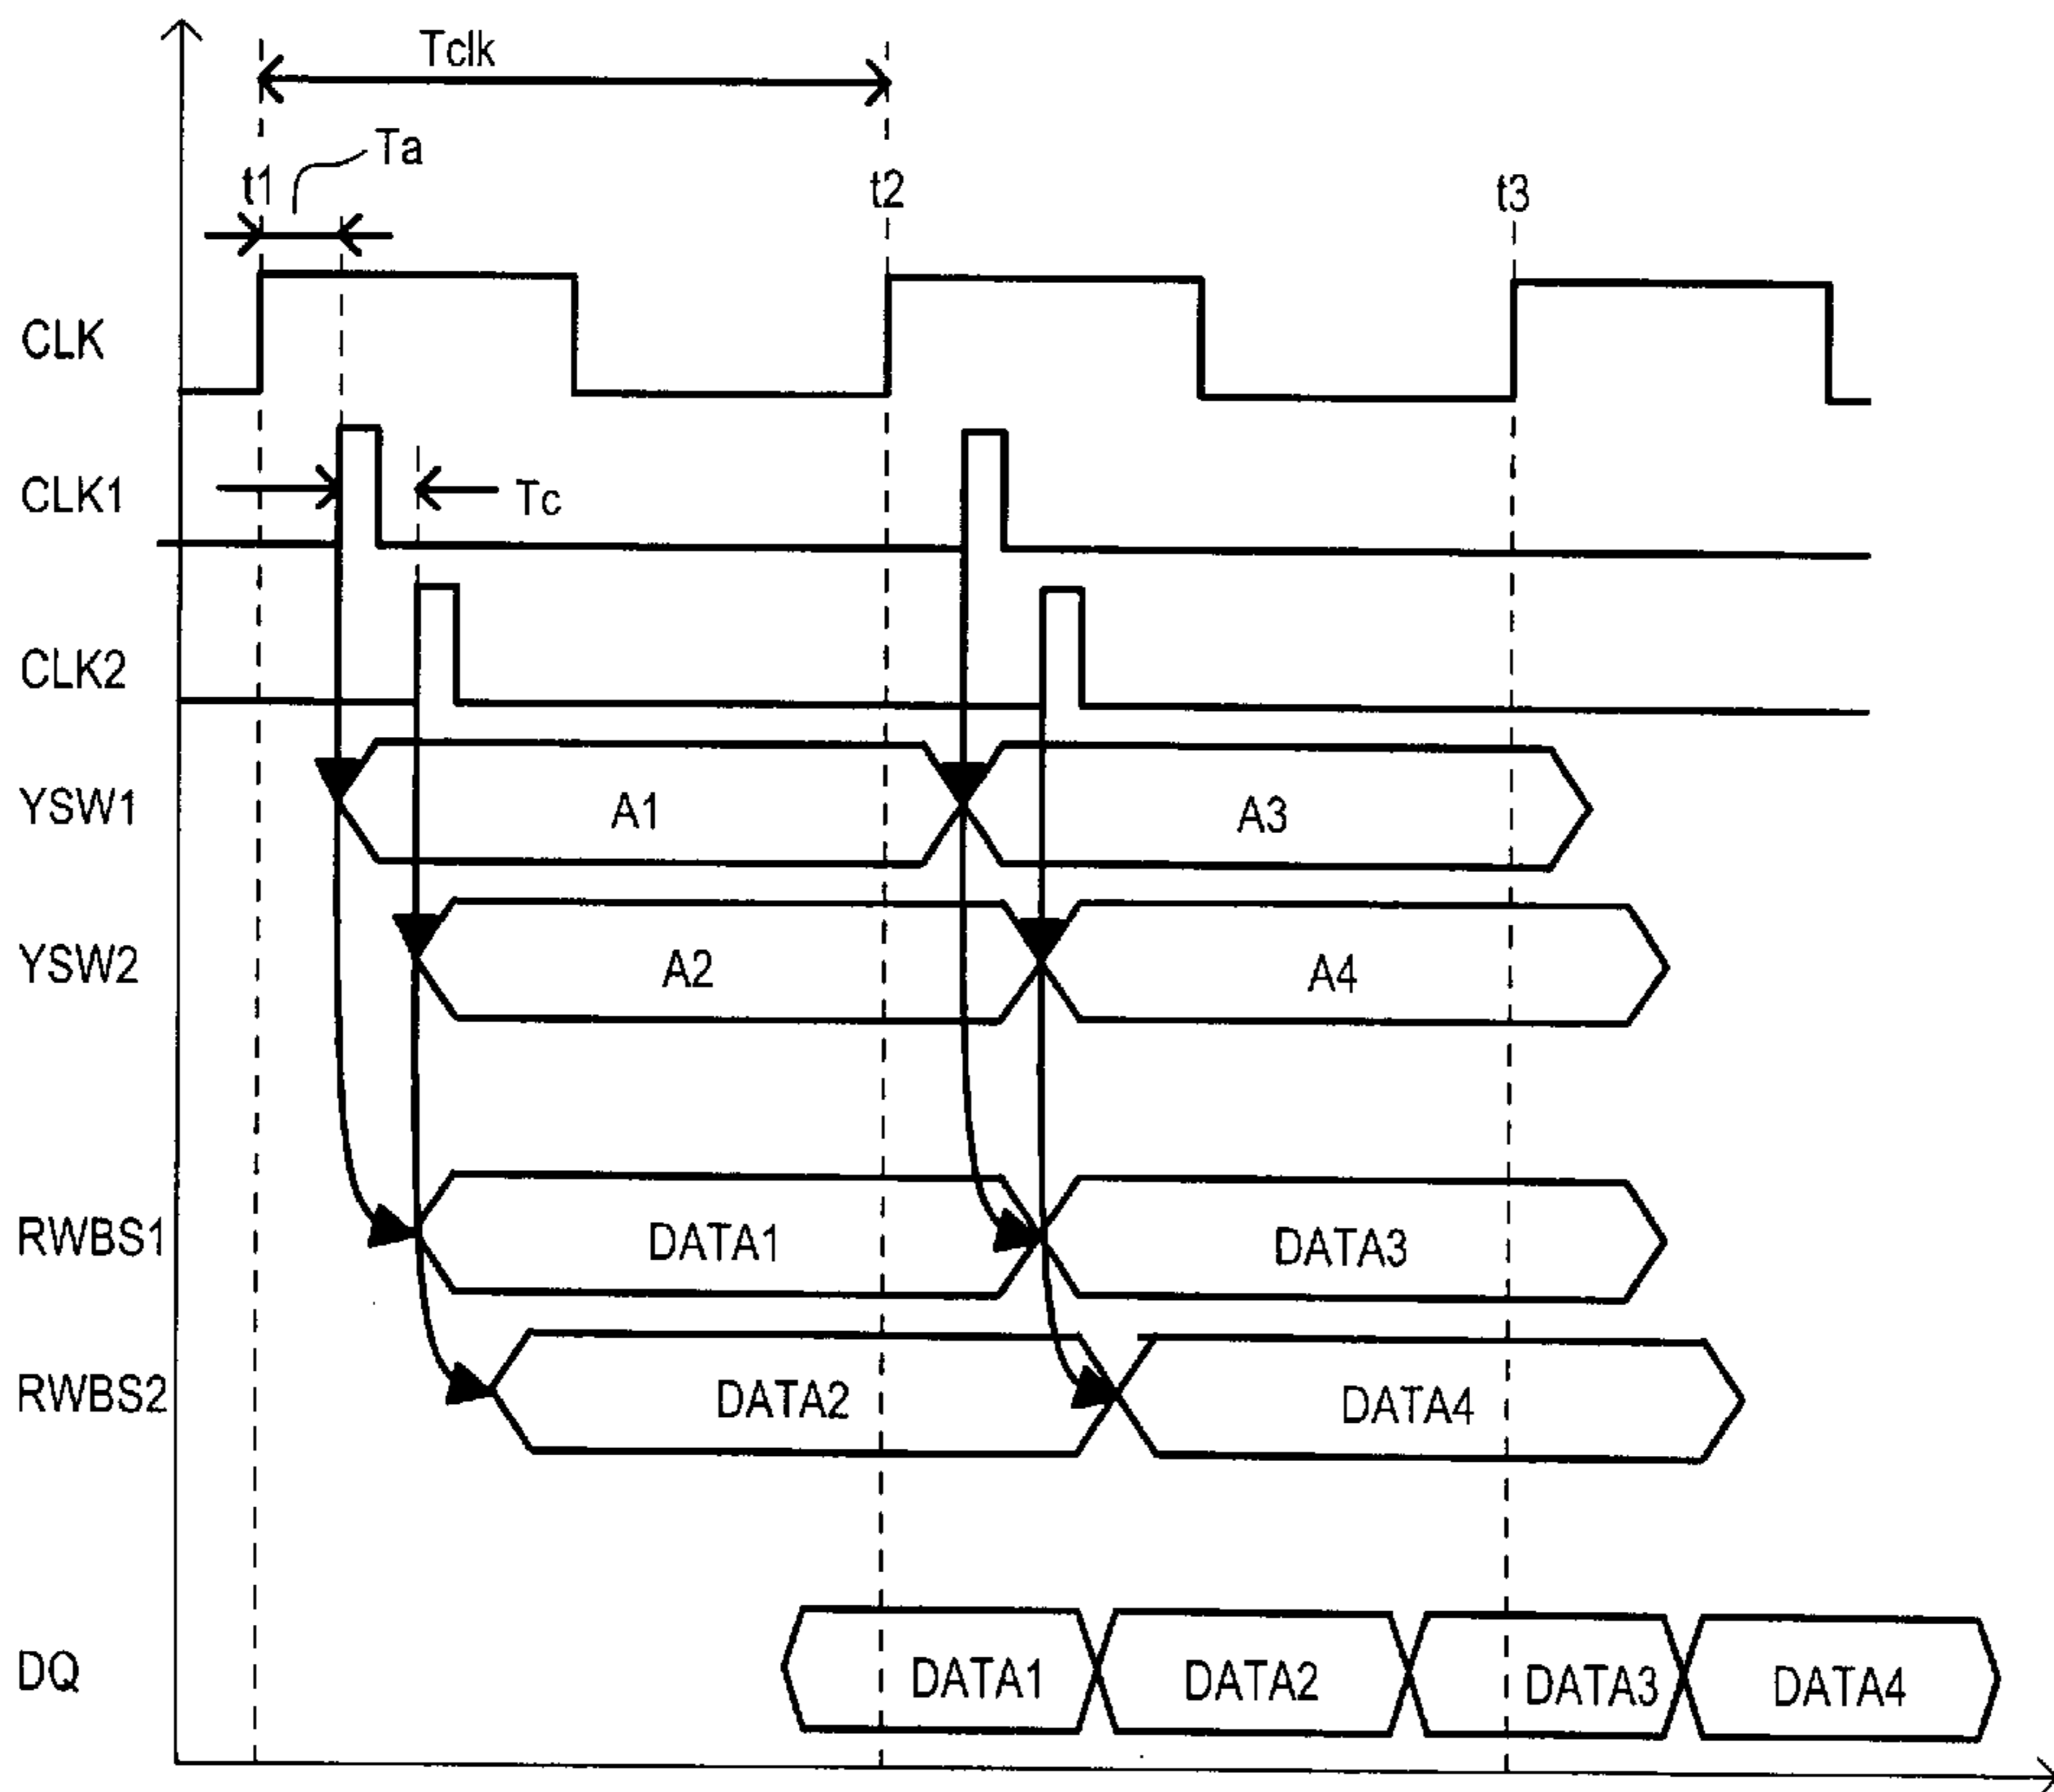 Tclk
Ta
t1 t2 t3
CLK
CLK1 Tc
CLK2
YSW1 A1 A3
YSW2 A2 A4
RWBS1 DATA1 DATA3
RWBS2 DATA2 DATA4
DQ DATA1 DATA2 DATA3 DATA4